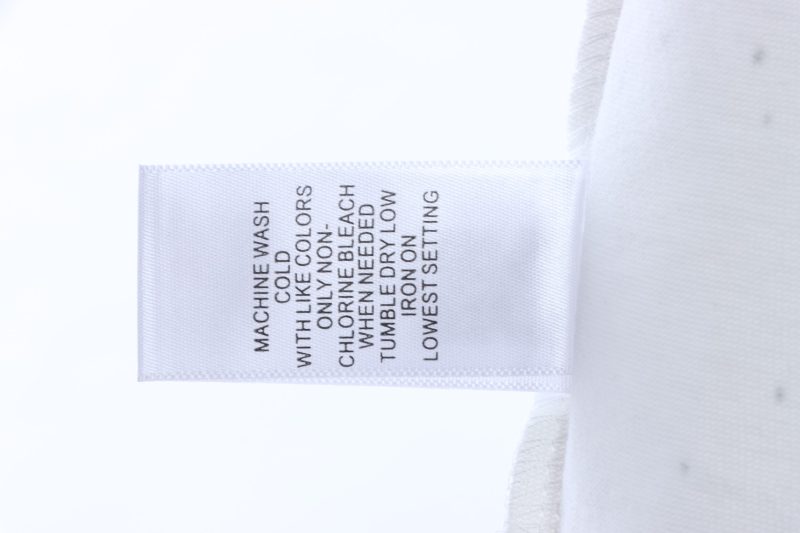 MACHINE WASH
COLD
WITH LIKE COLORS
ONLY NON-
CHLORINE BLEACH
WHEN NEEDED
TUMBLE DRY LOW
IRON ON
LOWEST SETTING